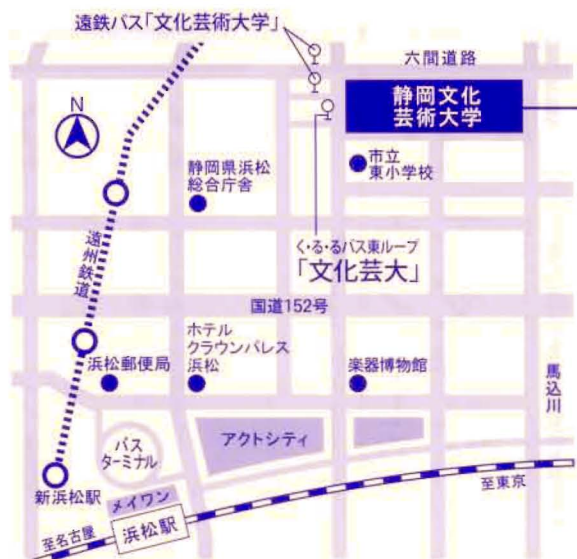 遠鉄バス「文化芸術大学」
六間道路
静岡文化
芸術大学
N
市立
東小学校
静岡県浜松
総合庁舎
遠州鉄道
く・る・るバス東ループ
「文化芸大」
国道152号
ホテル
クラウンパレス
浜松
浜松郵便局
楽器博物館
馬込川
アクトシティ
バス
ターミナル
新浜松駅
メイワン
至東京
浜松駅
至名古屋